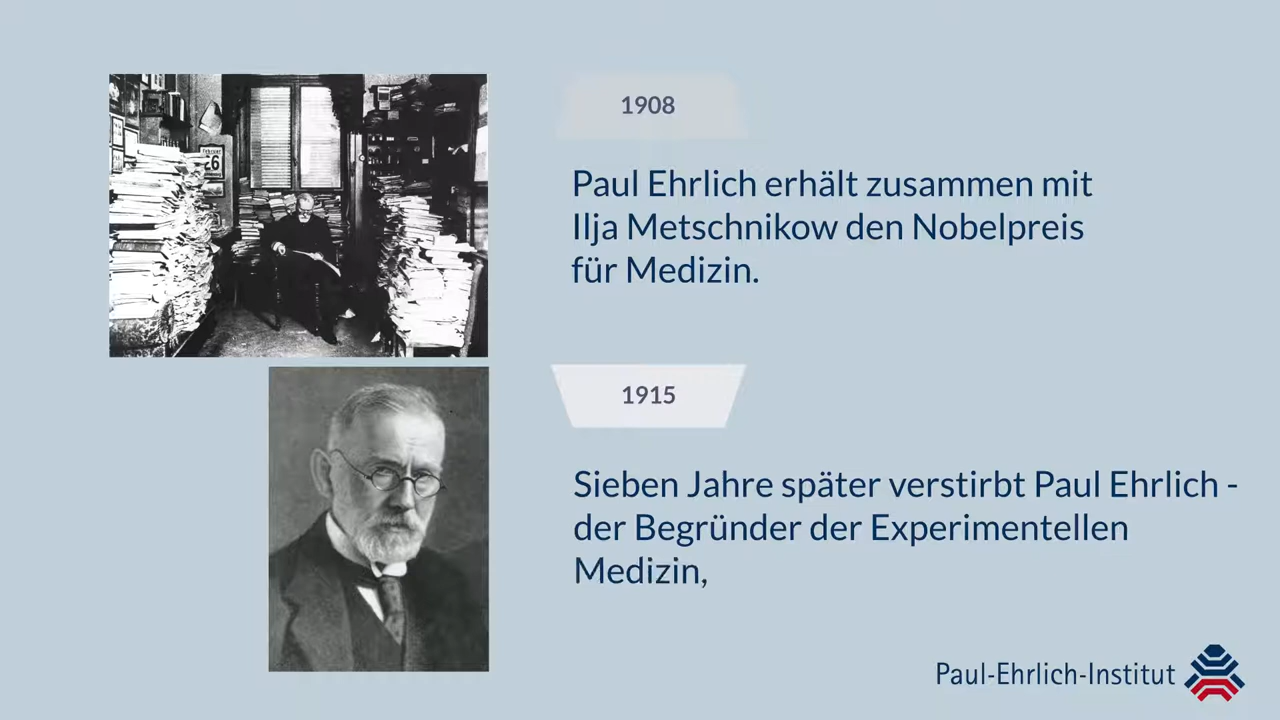 1908
Paul Ehrlich erhält zusammen mit
Ilja Metschnikow den Nobelpreis
für Medizin.
26
1915
Sieben Jahre später verstirbt Paul Ehrlich -
der Begründer der Experimentellen
Medizin,
Paul-Ehrlich-Institut